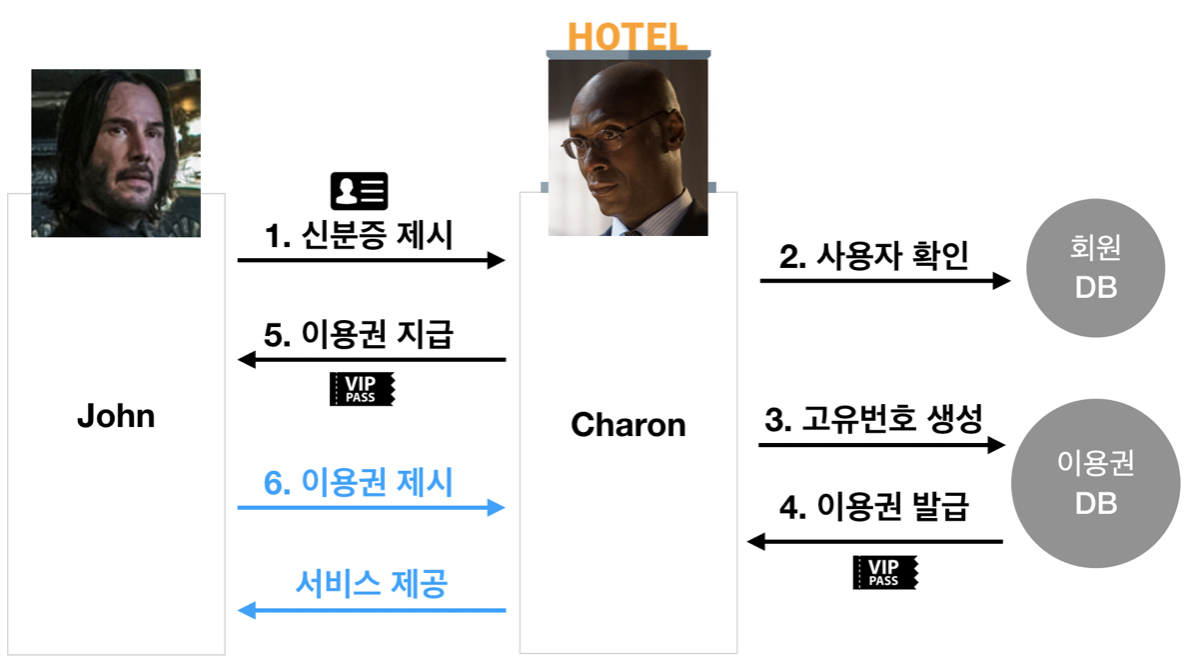 HOTEL
1. 신분증 제시
2. 사용자 확인
회원
DB
5. 이용권 지급
VIP
PASS
John
Charon
3. 고유번호 생성
이용권
DB
6. 이용권 제시
4. 이용권 발급
VIP
PASS
서비스 제공